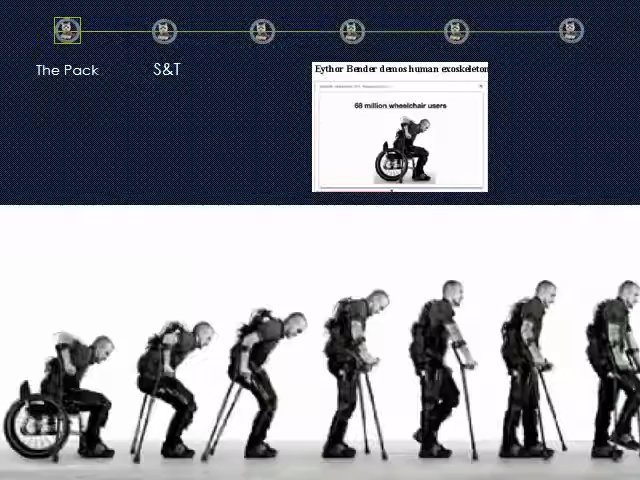 The Pack
S&T
Eythor Bender demos human exoskeleton
68 million wheelchair users